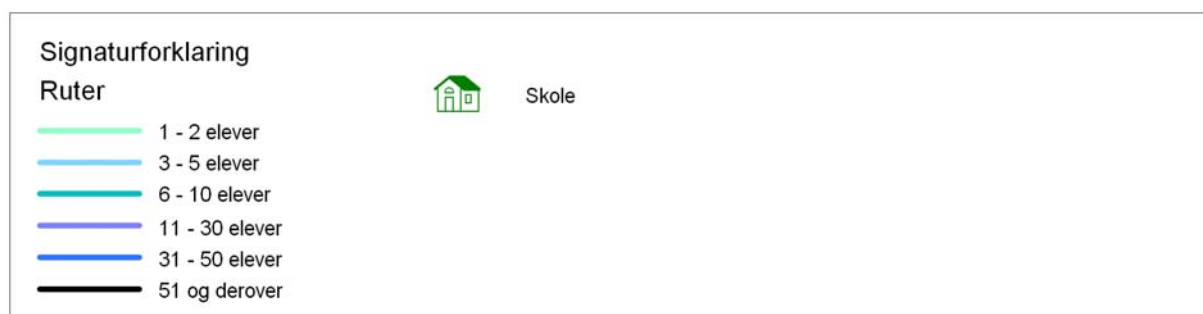 Signaturforklaring
Ruter
Skole
1 - 2 elever
3 - 5 elever
6 - 10 elever
11 - 30 elever
31 - 50 elever
51 og derover